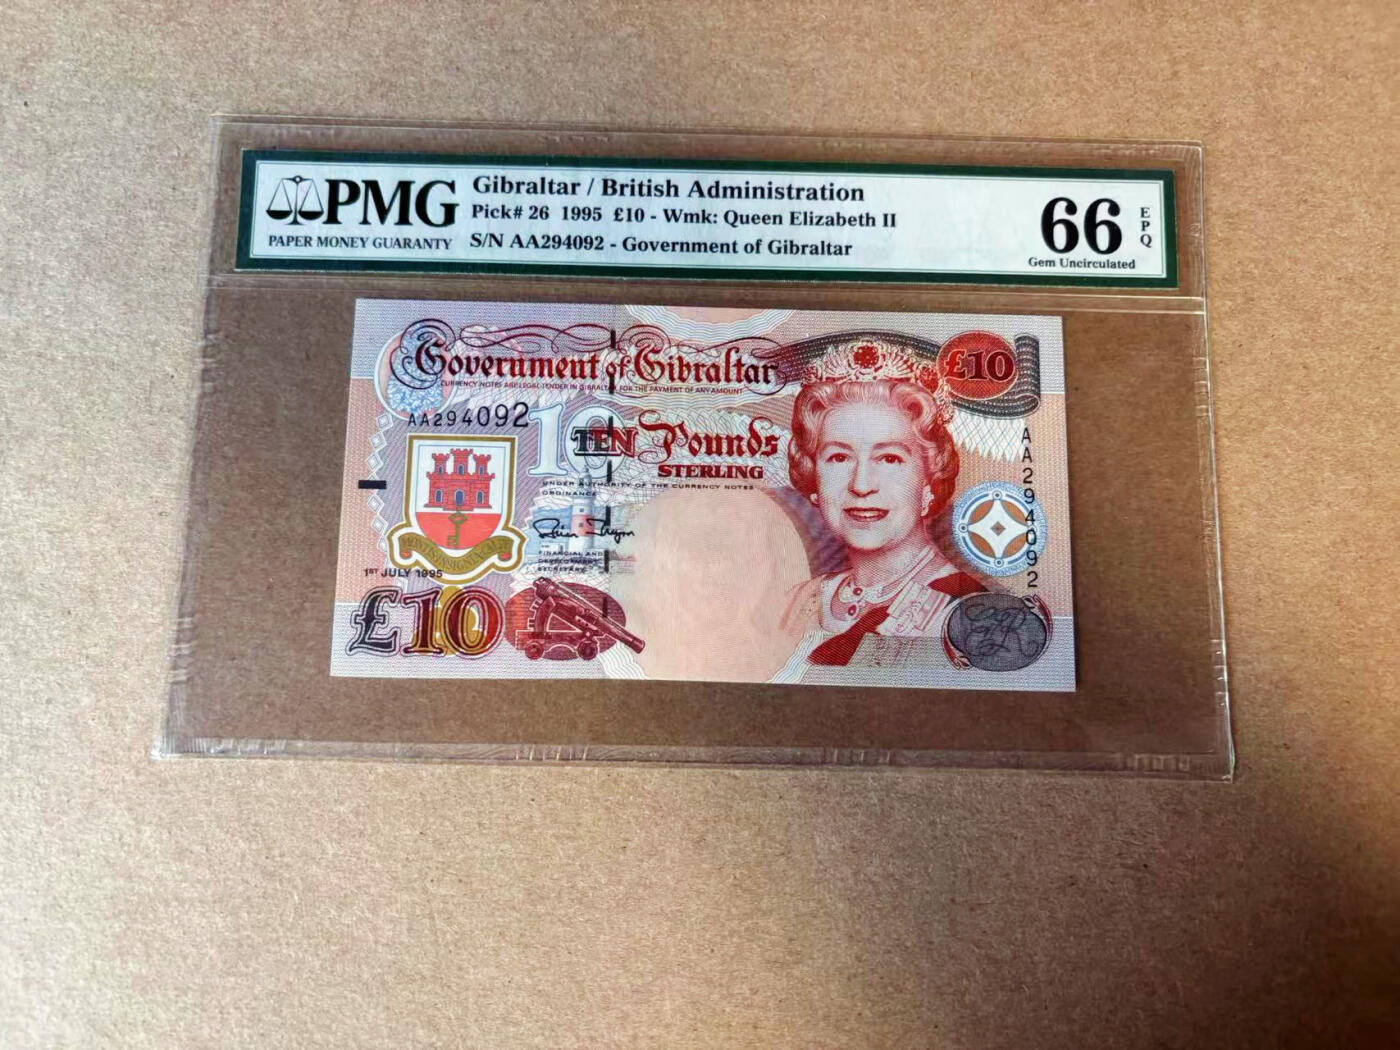 PMG
PAPER MONEY GUARANTY
Gibraltar / British Administration
Pick# 26 1995 £10 - Wmk: Queen Elizabeth II
S/N AA294092 - Government of Gibraltar
66
EPQ
Gem Uncirculated
Government of Gibraltar
CURRENCY NOTES ARE LEGAL TENDER IN GIBRALTAR FOR THE PAYMENT OF ANY AMOUNT
£10
AA294092
10
TEN Pounds
STERLING
UNDER AUTHORITY OF THE CURRENCY NOTES
ORDINANCE
AA294092
FINANCIAL AND
DEVELOPMENT
SECRETARY
1ST JULY 1995
£10